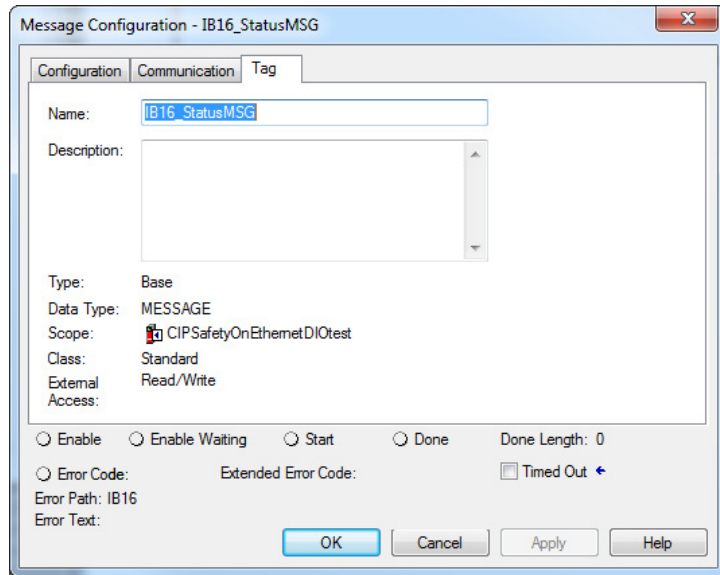 Message Configuration - IB16_StatusMSG
Configuration Communication Tag
Name: IB16_StatusMSG
Description:
Type: Base
Data Type: MESSAGE
Scope: CIPSafetyOnEthernetDIOtest
Class: Standard
External Access: Read/Write
Enable Enable Waiting Start Done Done Length: 0
Error Code: Extended Error Code: Timed Out
Error Path: IB16
Error Text:
OK Cancel Apply Help